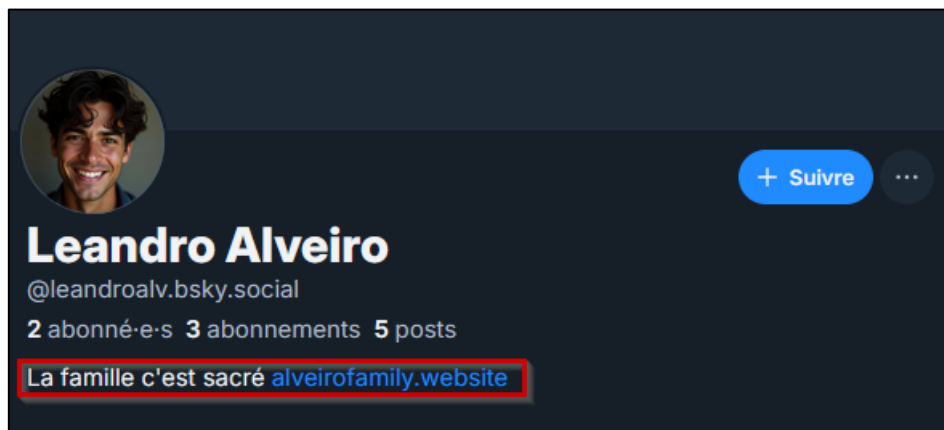 + Suivre
Leandro Alveiro
@leandroalv.bsky.social
2 abonné·e·s 3 abonnements 5 posts
La famille c'est sacré alveirofamily.website